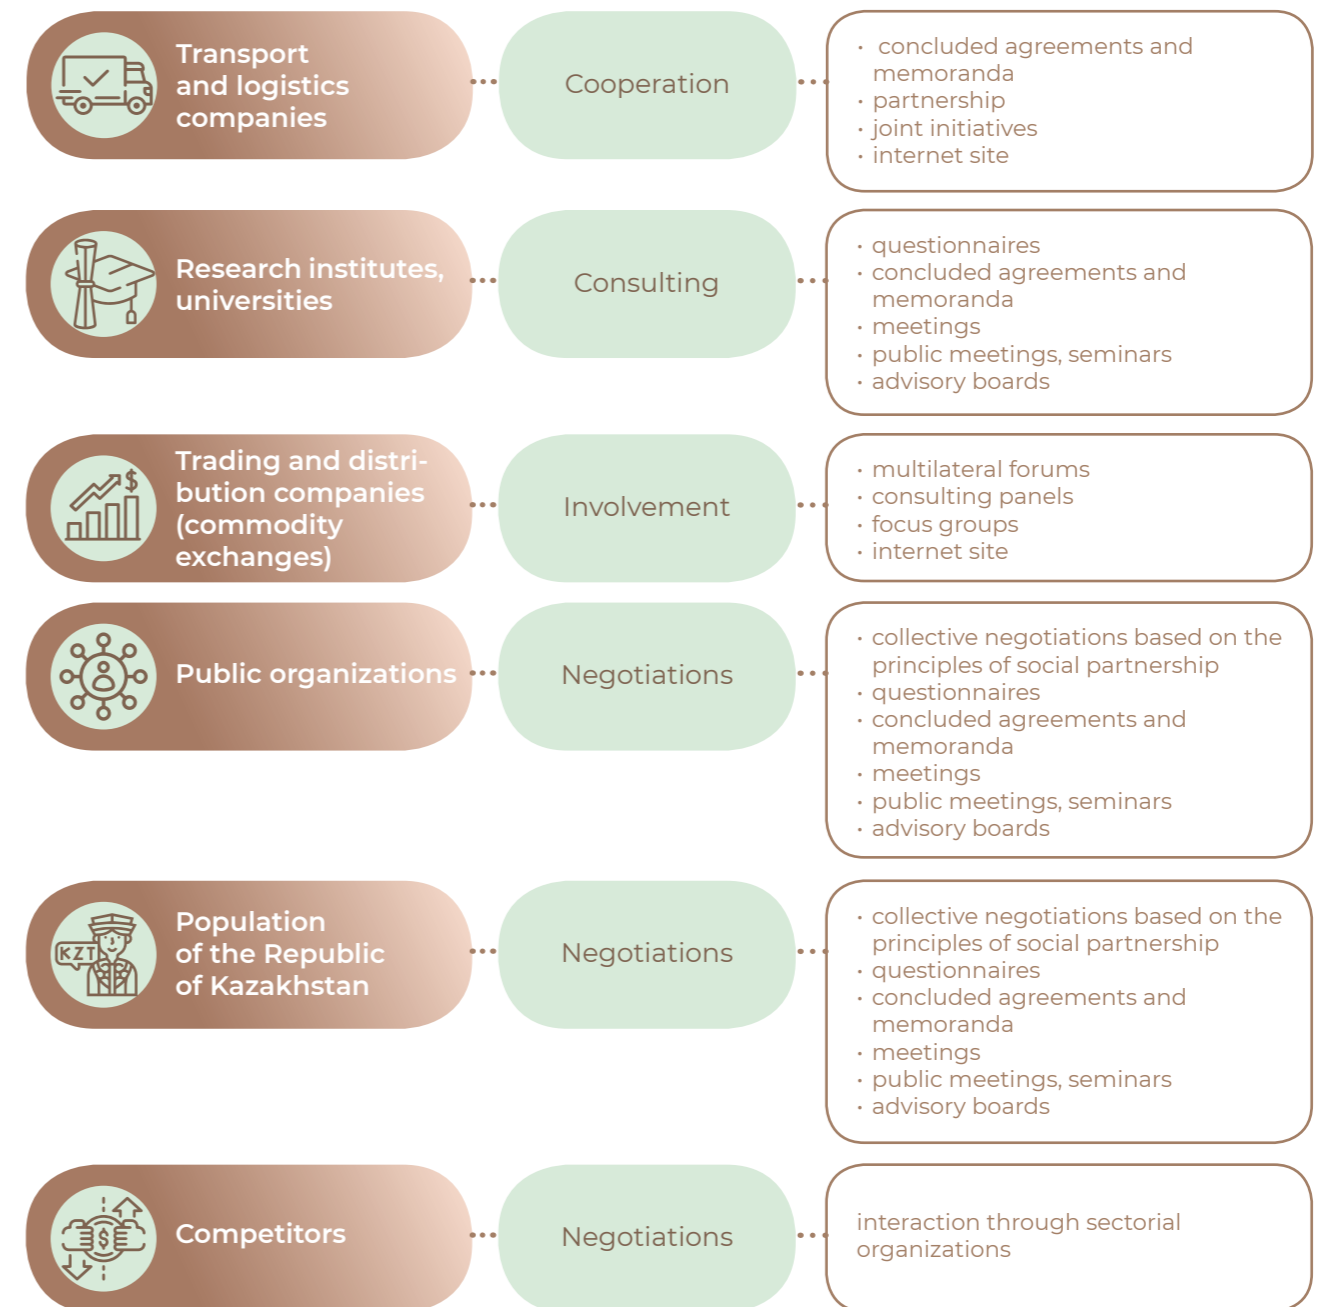 Transport
and logistics
companies
Cooperation
· concluded agreements and
memoranda
· partnership
· joint initiatives
· internet site
Research institutes,
universities
Consulting
· questionnaires
· concluded agreements and
memoranda
· meetings
· public meetings, seminars
· advisory boards
Trading and distri-
bution companies
(commodity
exchanges)
$
Involvement
· multilateral forums
· consulting panels
· focus groups
· internet site
Public organizations
Negotiations
· collective negotiations based on the
principles of social partnership
· questionnaires
· concluded agreements and
memoranda
· meetings
· public meetings, seminars
· advisory boards
KZT
Population
of the Republic
of Kazakhstan
Negotiations
· collective negotiations based on the
principles of social partnership
· questionnaires
· concluded agreements and
memoranda
· meetings
· public meetings, seminars
· advisory boards
$
Competitors
Negotiations
interaction through sectorial
organizations